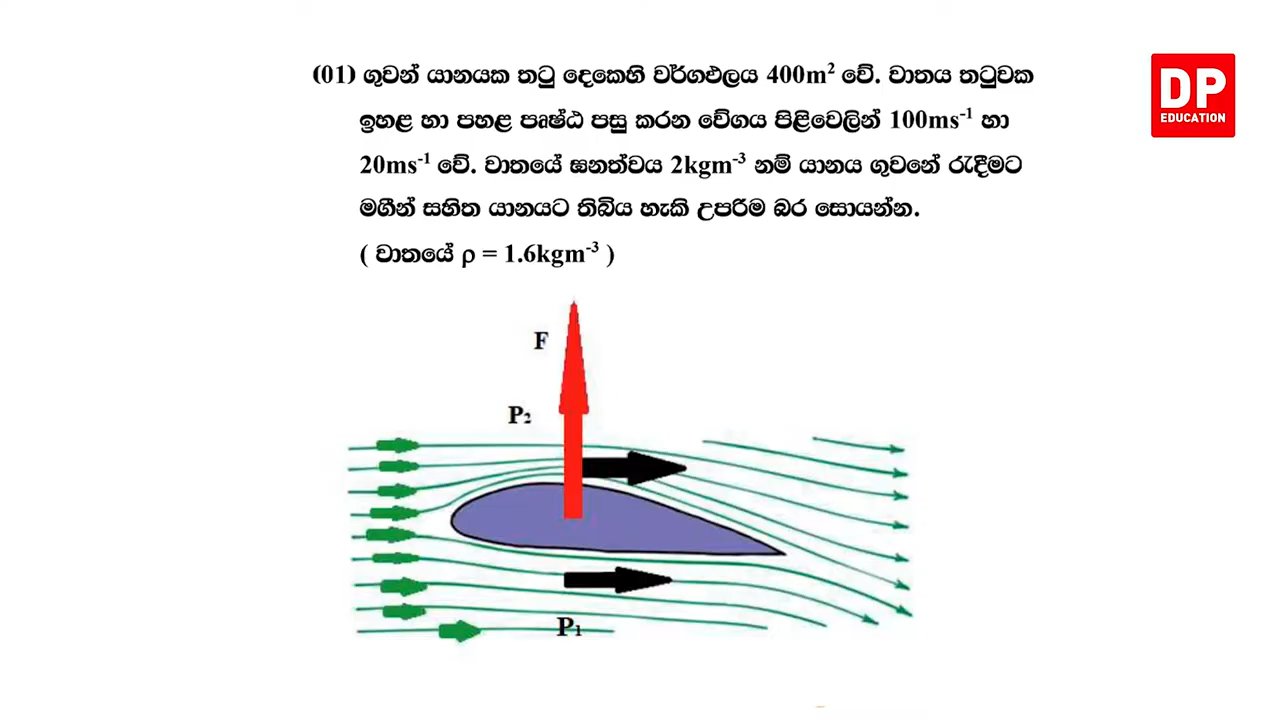 (01) ගුවන් යානයක තටු දෙකෙහි වර්ගඵලය 400m² වේ. වාතය තටුවක
ඉහළ හා පහළ පෘෂ්ඨ පසු කරන වේගය පිළිවෙලින් 100ms⁻¹ හා
20ms⁻¹ වේ. වාතයේ ඝනත්වය 2kgm⁻³ නම් යානය ගුවනේ රැදීමට
මගීන් සහිත යානයට තිබිය හැකි උපරිම බර සොයන්න.
( වාතයේ ρ = 1.6kgm⁻³ )
DP
EDUCATION
F
P₂
P₁